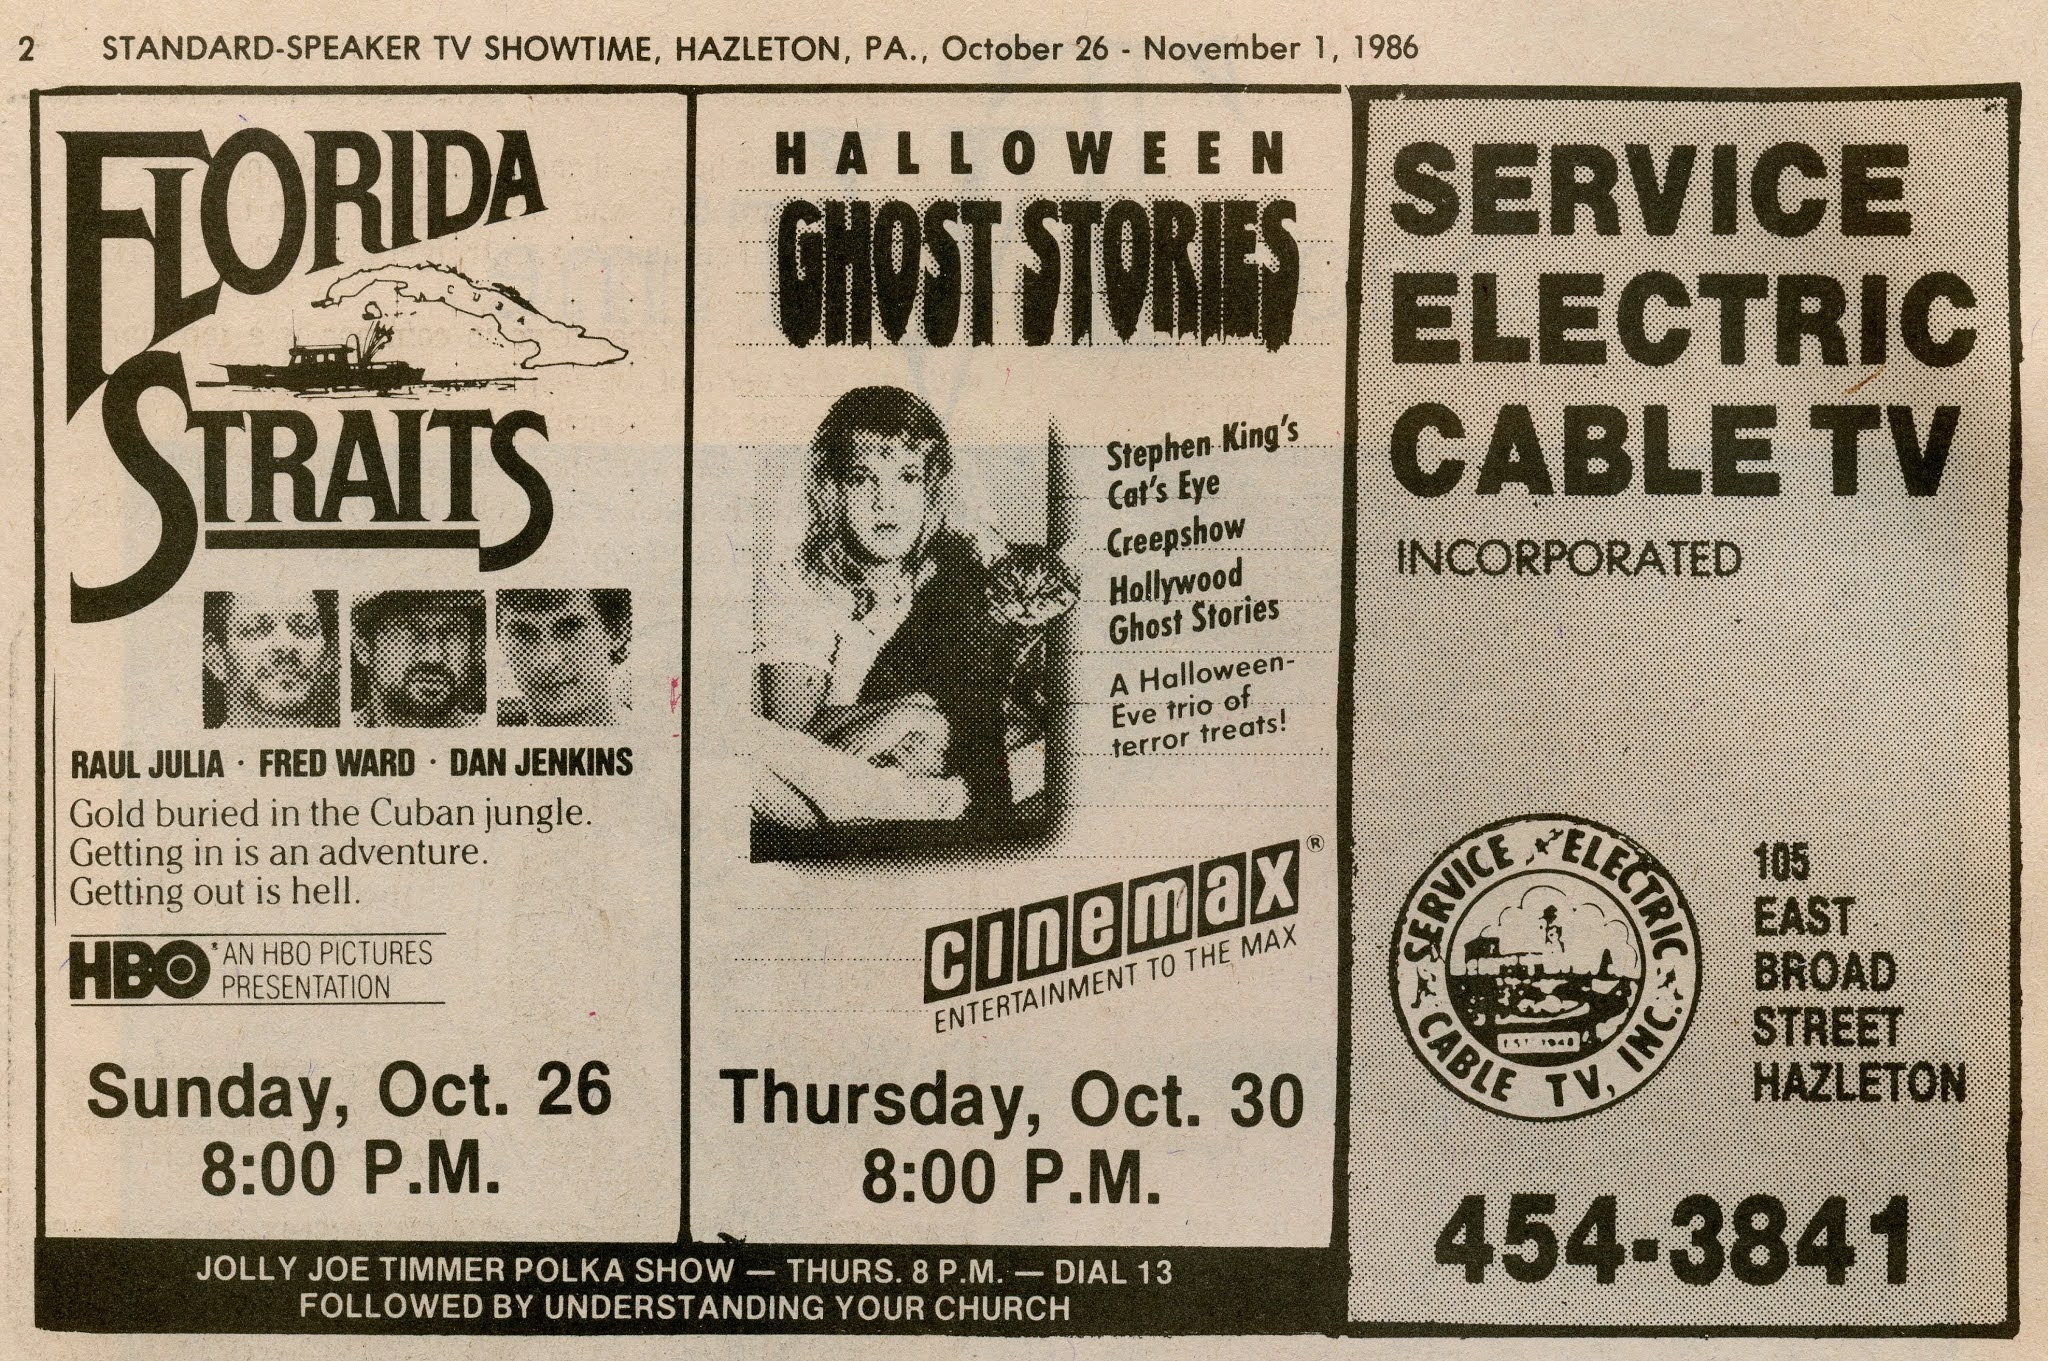 2 STANDARD-SPEAKER TV SHOWTIME, HAZLETON, PA., October 26 - November 1, 1986
FLORIDA
CUBA
STRAITS
RAUL JULIA · FRED WARD · DAN JENKINS
Gold buried in the Cuban jungle.
Getting in is an adventure.
Getting out is hell.
HBO® AN HBO PICTURES
PRESENTATION
Sunday, Oct. 26
8:00 P.M.
HALLOWEEN
GHOST STORIES
Stephen King's
Cat's Eye
Creepshow
Hollywood
Ghost Stories
A Halloween-
Eve trio of
terror treats!
CINEMAX®
ENTERTAINMENT TO THE MAX
Thursday, Oct. 30
8:00 P.M.
JOLLY JOE TIMMER POLKA SHOW — THURS. 8 P.M. — DIAL 13
FOLLOWED BY UNDERSTANDING YOUR CHURCH
SERVICE
ELECTRIC
CABLE TV
INCORPORATED
SERVICE ELECTRIC
CABLE TV, INC.
EST. 1948
105
EAST
BROAD
STREET
HAZLETON
454-3841